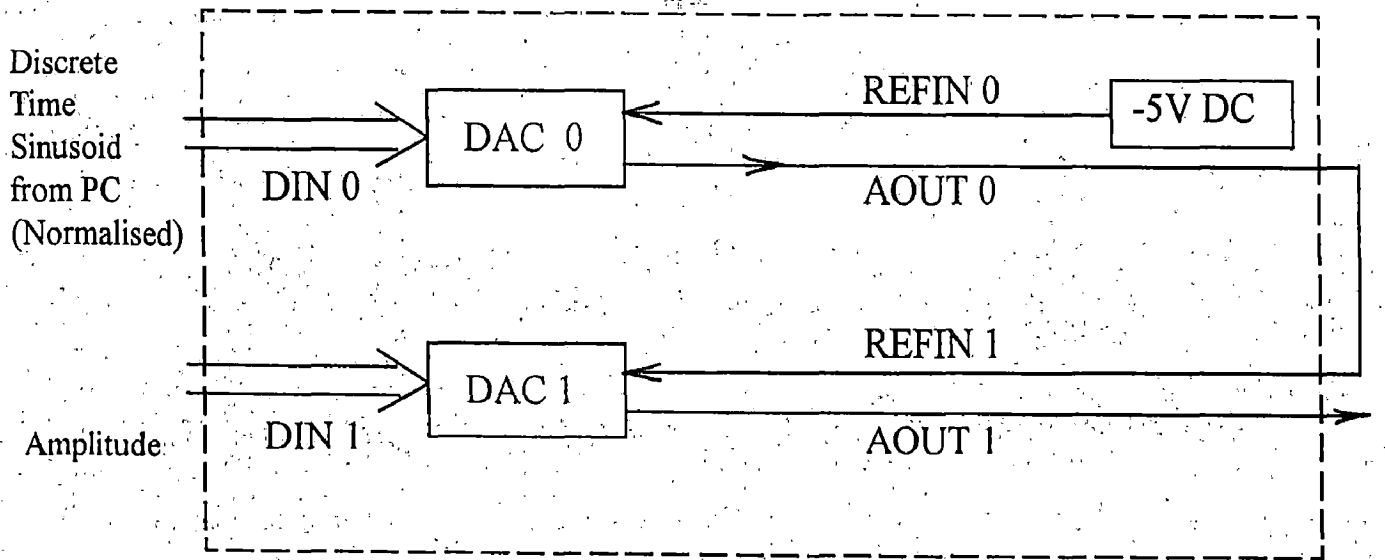 Discrete
Time
Sinusoid
from PC
(Normalised)
DIN 0
DAC 0
REFIN 0
-5V DC
AOUT 0
Amplitude
DIN 1
DAC 1
REFIN 1
AOUT 1